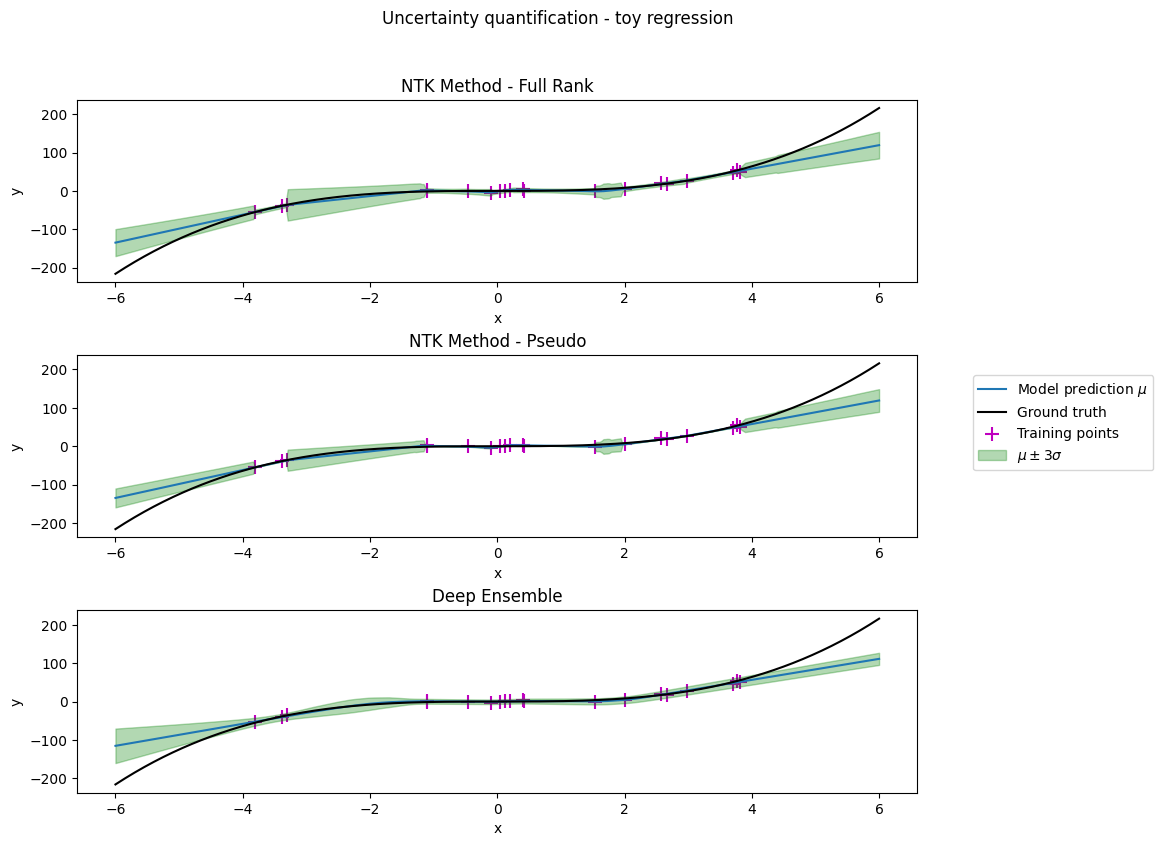 Uncertainty quantification - toy regression
NTK Method - Full Rank
200
100
0
−100
−200
y
−6 −4 −2 0 2 4 6
x
NTK Method - Pseudo
200
100
0
−100
−200
y
−6 −4 −2 0 2 4 6
x
Model prediction μ
Ground truth
Training points
μ ± 3σ
Deep Ensemble
200
100
0
−100
−200
y
−6 −4 −2 0 2 4 6
x